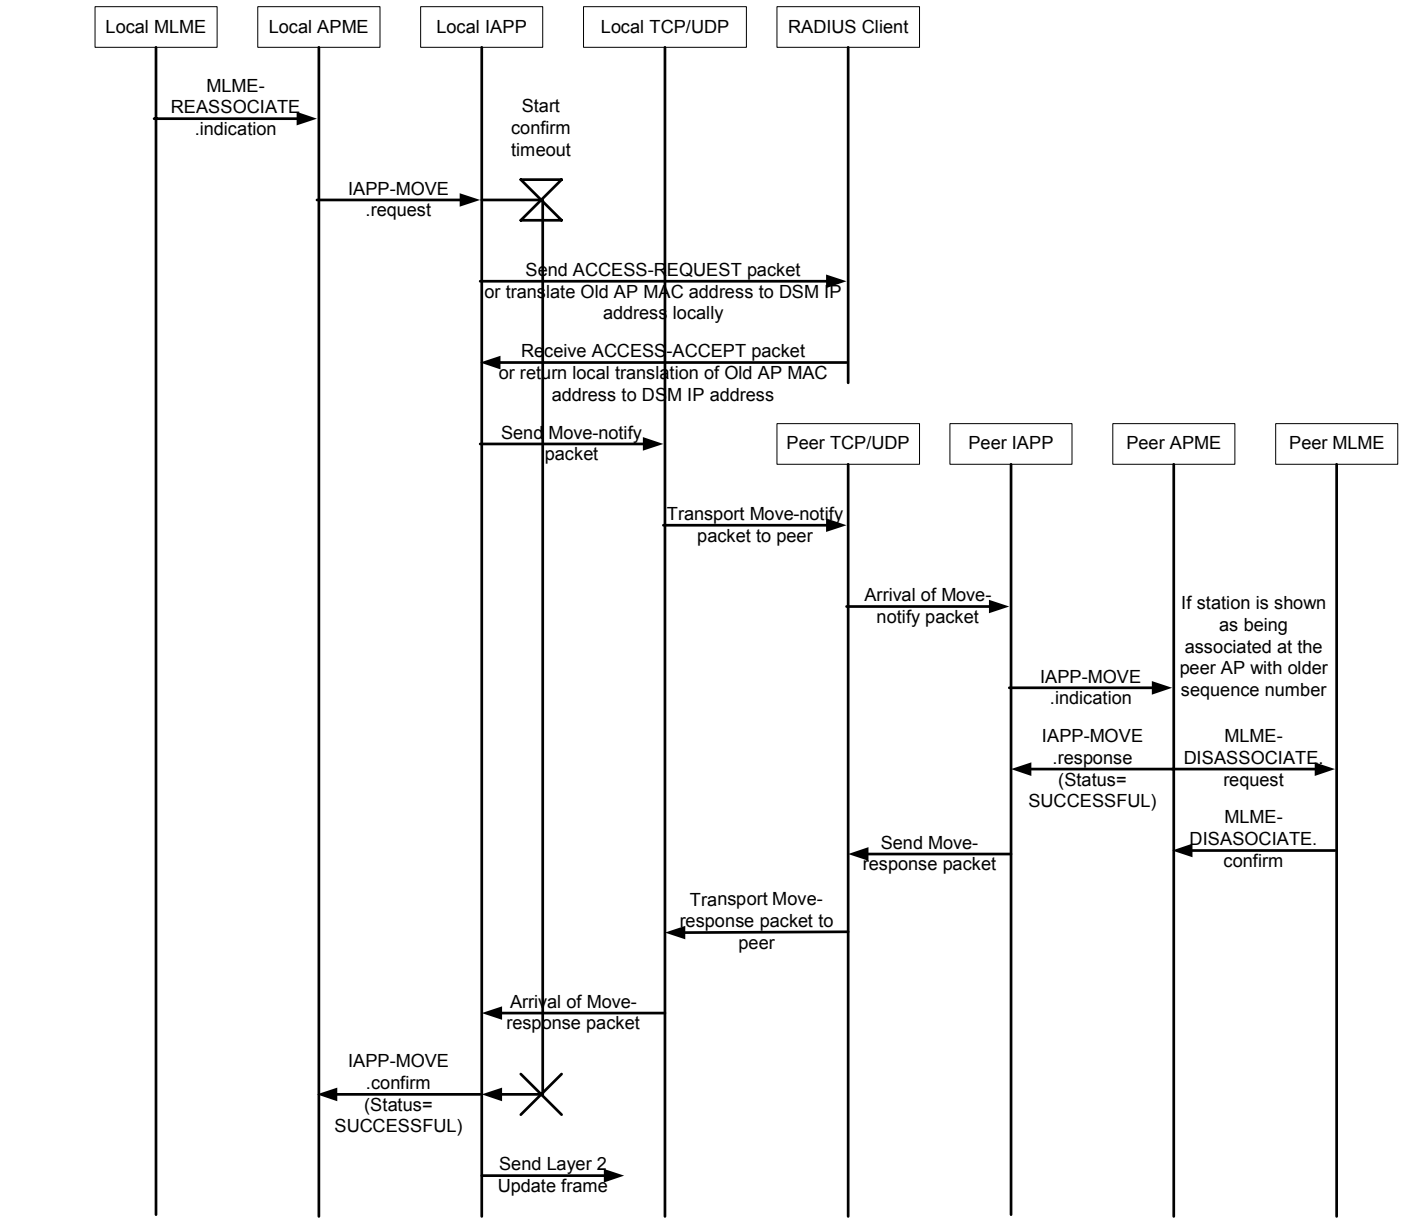 Local MLME
Local APME
Local IAPP
Local TCP/UDP
RADIUS Client
MLME-
REASSOCIATE
.indication
Start
confirm
timeout
IAPP-MOVE
.request
Send ACCESS-REQUEST packet
or translate Old AP MAC address to DSM IP
address locally
Receive ACCESS-ACCEPT packet
or return local translation of Old AP MAC
address to DSM IP address
Send Move-notify
packet
Peer TCP/UDP
Peer IAPP
Peer APME
Peer MLME
Transport Move-notify
packet to peer
Arrival of Move-
notify packet
If station is shown
as being
associated at the
peer AP with older
sequence number
IAPP-MOVE
.indication
IAPP-MOVE
.response
(Status=
SUCCESSFUL)
MLME-
DISASSOCIATE.
request
MLME-
DISASOCIATE.
confirm
Send Move-
response packet
Transport Move-
response packet to
peer
Arrival of Move-
response packet
IAPP-MOVE
.confirm
(Status=
SUCCESSFUL)
Send Layer 2
Update frame